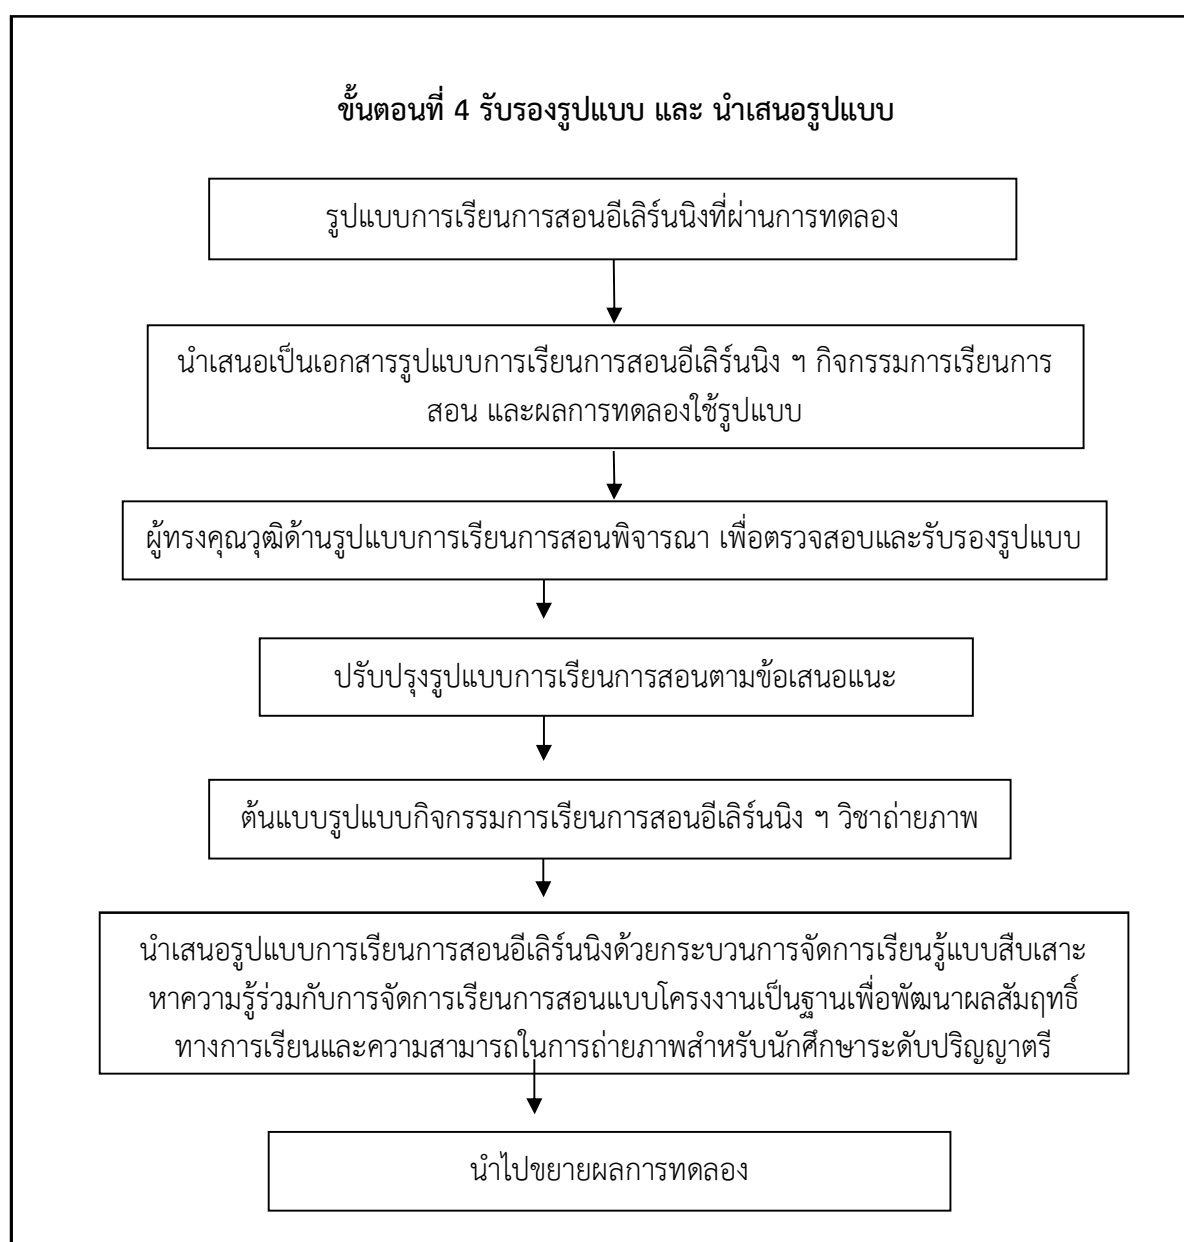 ขั้นตอนที่ 4 รับรองรูปแบบ และ นำเสนอรูปแบบ
รูปแบบการเรียนการสอนอีเลิร์นนิงที่ผ่านการทดลอง
นำเสนอเป็นเอกสารรูปแบบการเรียนการสอนอีเลิร์นนิง ฯ กิจกรรมการเรียนการ
สอน และผลการทดลองใช้รูปแบบ
ผู้ทรงคุณวุฒิด้านรูปแบบการเรียนการสอนพิจารณา เพื่อตรวจสอบและรับรองรูปแบบ
ปรับปรุงรูปแบบการเรียนการสอนตามข้อเสนอแนะ
ต้นแบบรูปแบบกิจกรรมการเรียนการสอนอีเลิร์นนิง ฯ วิชาถ่ายภาพ
นำเสนอรูปแบบการเรียนการสอนอีเลิร์นนิงด้วยกระบวนการจัดการเรียนรู้แบบสืบเสาะ
หาความรู้ร่วมกับการจัดการเรียนการสอนแบบโครงงานเป็นฐานเพื่อพัฒนาผลสัมฤทธิ์
ทางการเรียนและความสามารถในการถ่ายภาพสำหรับนักศึกษาระดับปริญญาตรี
นำไปขยายผลการทดลอง